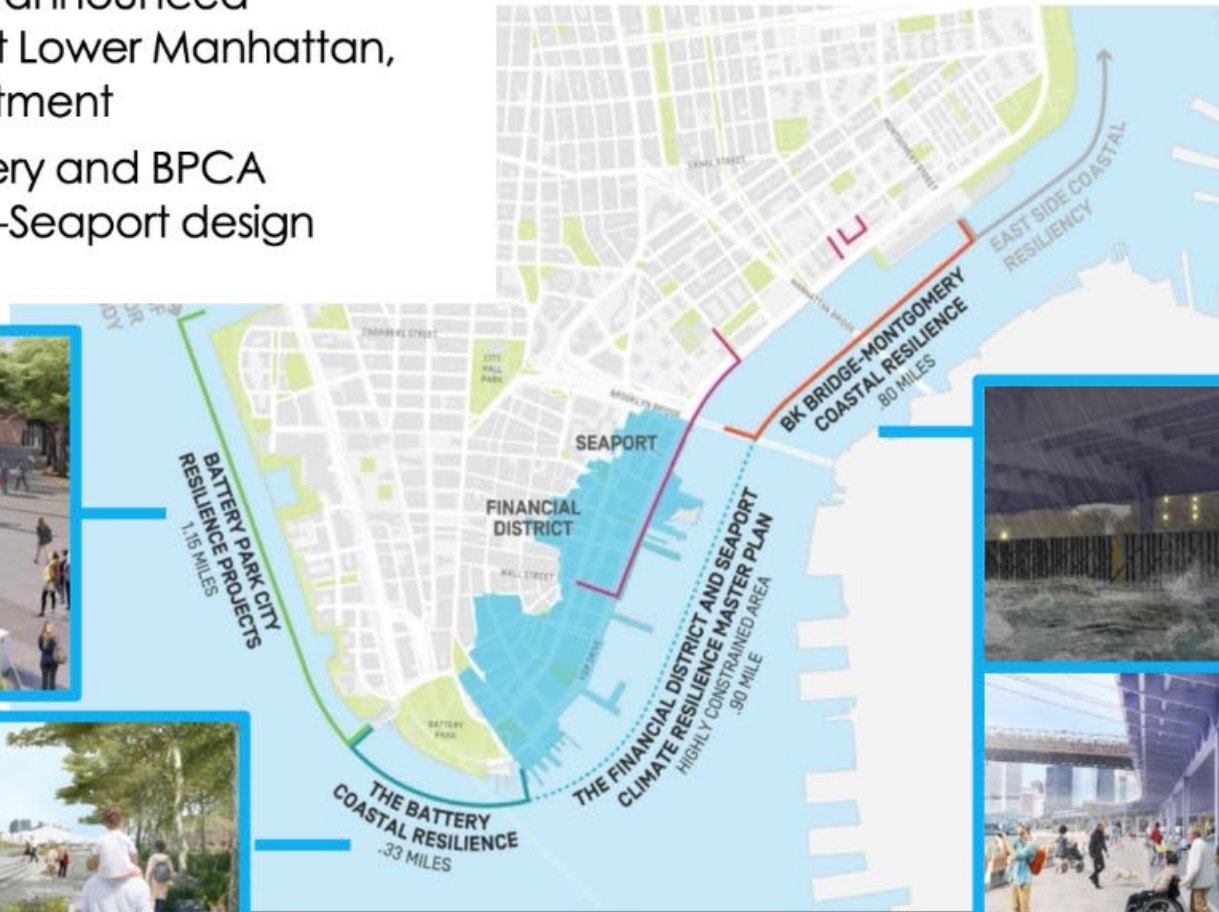 announced
t Lower Manhattan,
tment
ery and BPCA
-Seaport design
CANAL STREET
MONTGOMERY STREET
EAST SIDE COASTAL
RESILIENCY
MANHATTAN BRIDGE
BK BRIDGE-MONTGOMERY
COASTAL RESILIENCE
.80 MILES
CHAMBERS STREET
CITY
HALL
PARK
BROOKLYN BRIDGE
SEAPORT
FINANCIAL
DISTRICT
WALL STREET
FDR DRIVE
BATTERY PARK CITY
RESILIENCE PROJECTS
1.15 MILES
THE FINANCIAL DISTRICT AND SEAPORT
CLIMATE RESILIENCE MASTER PLAN
HIGHLY CONSTRAINED AREA
.90 MILE
BATTERY
PARK
THE BATTERY
COASTAL RESILIENCE
.33 MILES